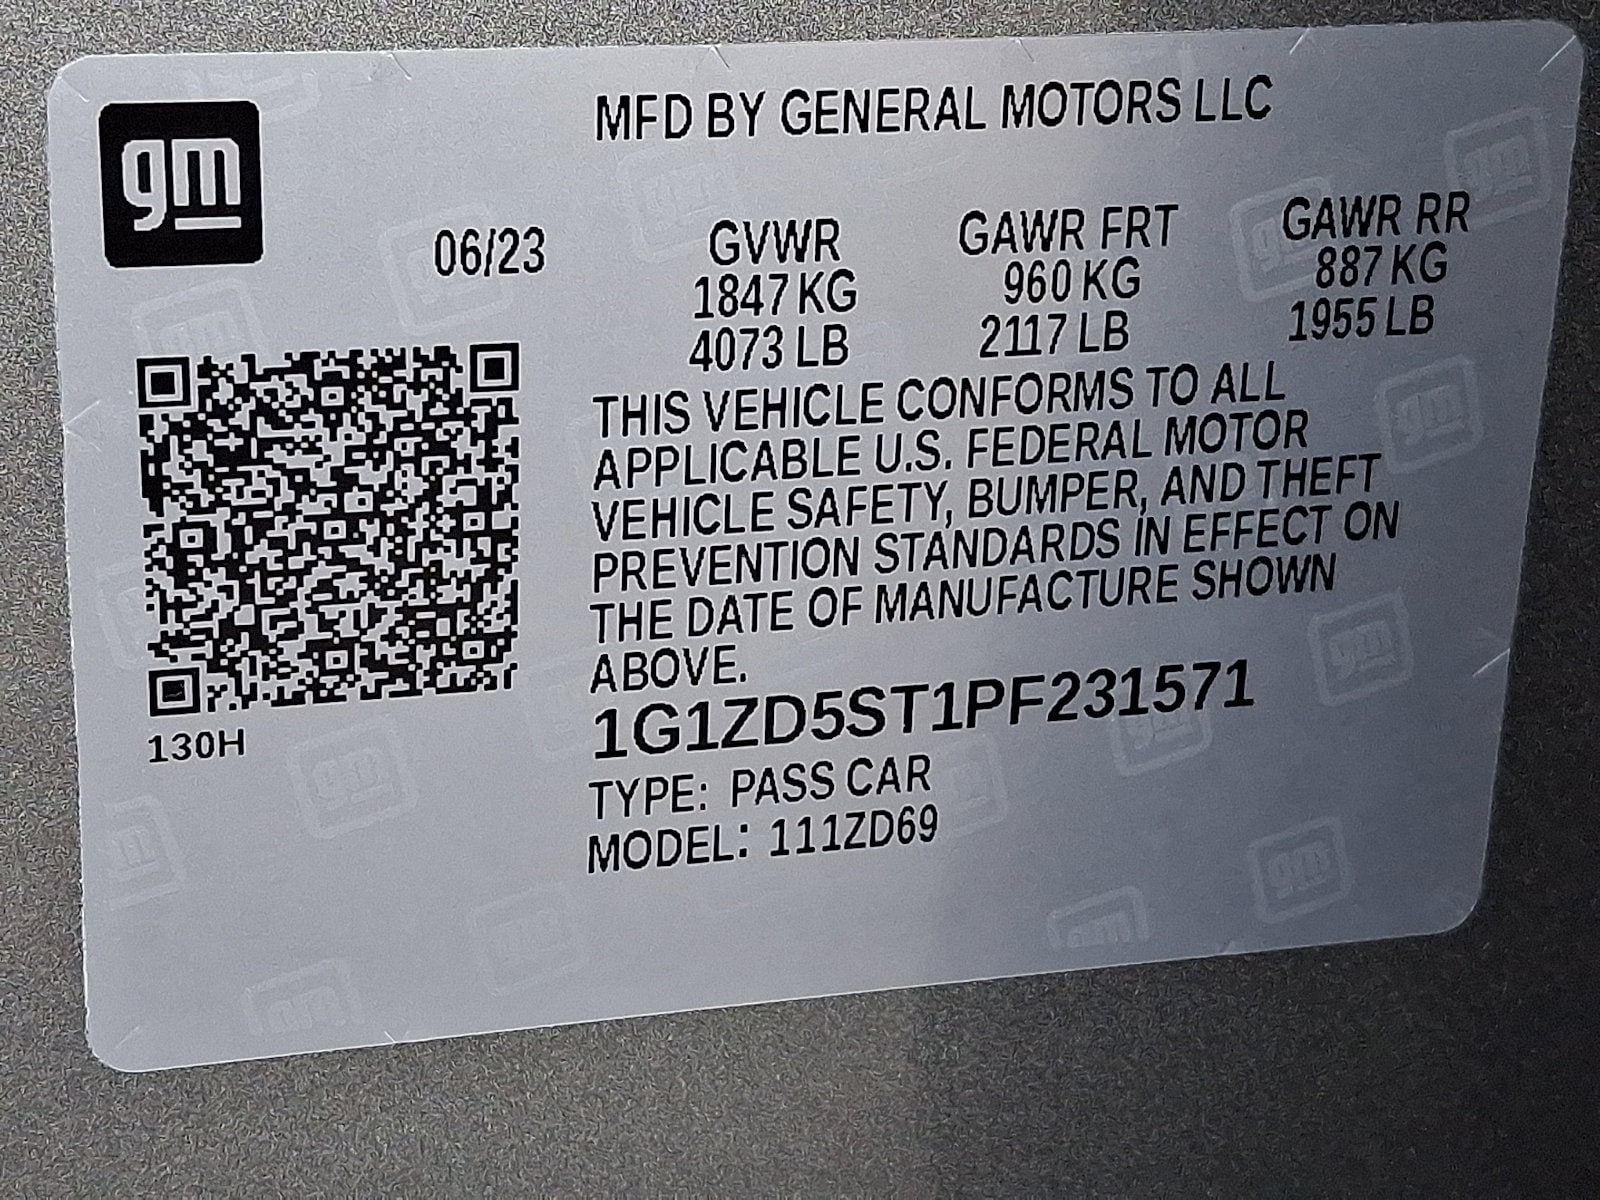 gm
MFD BY GENERAL MOTORS LLC
06/23
GVWR
1847 KG
4073 LB
GAWR FRT
960 KG
2117 LB
GAWR RR
887 KG
1955 LB
THIS VEHICLE CONFORMS TO ALL
APPLICABLE U.S. FEDERAL MOTOR
VEHICLE SAFETY, BUMPER, AND THEFT
PREVENTION STANDARDS IN EFFECT ON
THE DATE OF MANUFACTURE SHOWN
ABOVE.
1G1ZD5ST1PF231571
TYPE: PASS CAR
MODEL: 111ZD69
130H